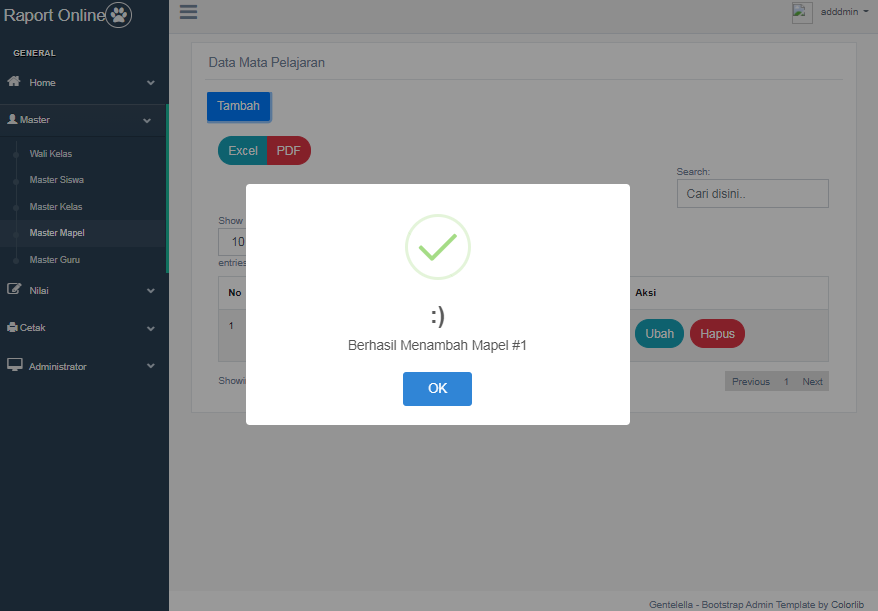 Raport Online
adddmin
GENERAL
Home
Master
Wali Kelas
Master Siswa
Master Kelas
Master Mapel
Master Guru
Nilai
Cetak
Administrator
Data Mata Pelajaran
Tambah
Excel PDF
Search:
Cari disini..
Show
10
entries
No Aksi
1 Ubah Hapus
Previous 1 Next
:)
Berhasil Menambah Mapel #1
OK
Gentelella - Bootstrap Admin Template by Colorlib